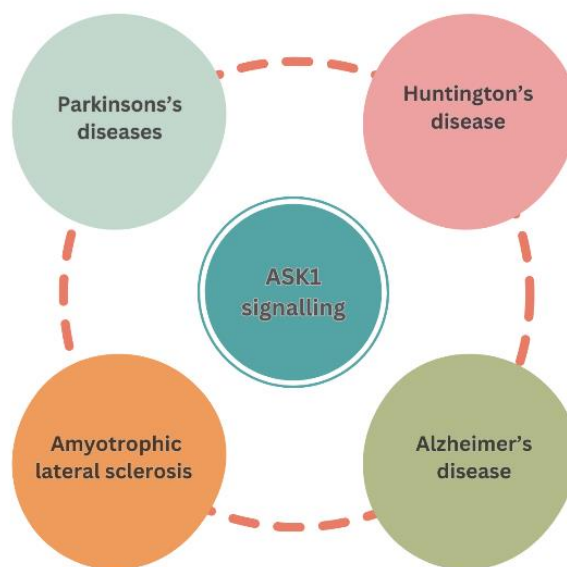 Parkinsons's
diseases
Huntington's
disease
ASK1
signalling
Amyotrophic
lateral sclerosis
Alzheimer's
disease